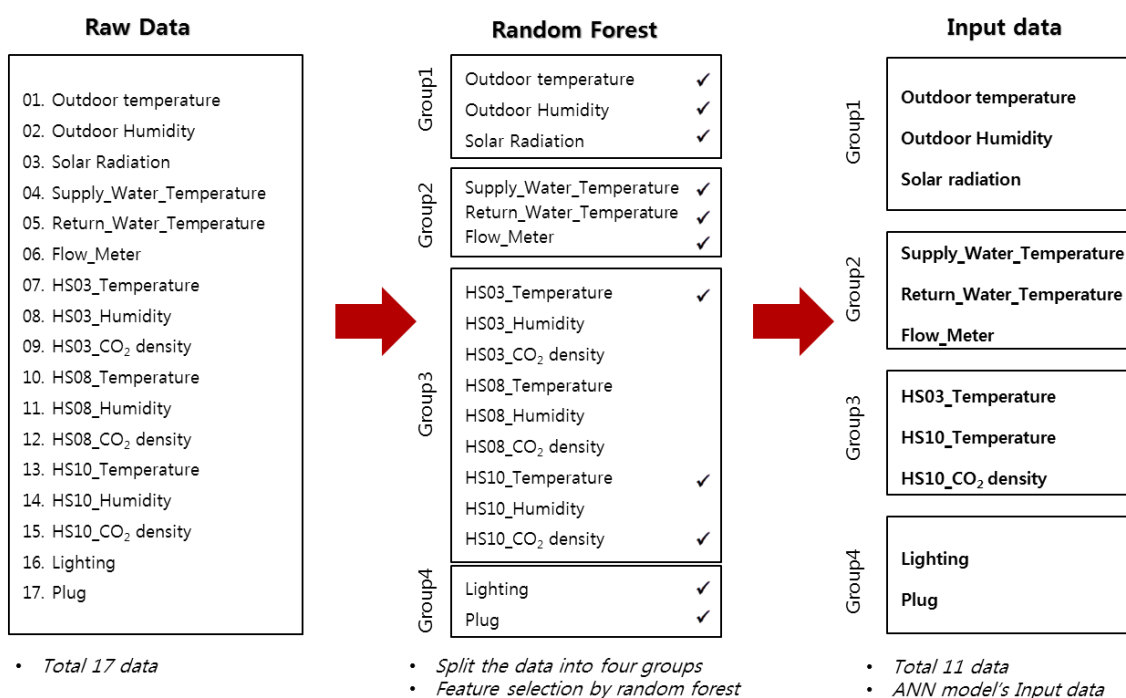 Raw Data
01. Outdoor temperature
02. Outdoor Humidity
03. Solar Radiation
04. Supply_Water_Temperature
05. Return_Water_Temperature
06. Flow_Meter
07. HS03_Temperature
08. HS03_Humidity
09. HS03_CO₂ density
10. HS08_Temperature
11. HS08_Humidity
12. HS08_CO₂ density
13. HS10_Temperature
14. HS10_Humidity
15. HS10_CO₂ density
16. Lighting
17. Plug
• Total 17 data
Random Forest
Group1
Outdoor temperature ✓
Outdoor Humidity ✓
Solar Radiation ✓
Group2
Supply_Water_Temperature ✓
Return_Water_Temperature ✓
Flow_Meter ✓
Group3
HS03_Temperature ✓
HS03_Humidity
HS03_CO₂ density
HS08_Temperature
HS08_Humidity
HS08_CO₂ density
HS10_Temperature ✓
HS10_Humidity
HS10_CO₂ density ✓
Group4
Lighting ✓
Plug ✓
• Split the data into four groups
• Feature selection by random forest
Input data
Group1
Outdoor temperature
Outdoor Humidity
Solar radiation
Group2
Supply_Water_Temperature
Return_Water_Temperature
Flow_Meter
Group3
HS03_Temperature
HS10_Temperature
HS10_CO₂ density
Group4
Lighting
Plug
• Total 11 data
• ANN model's Input data